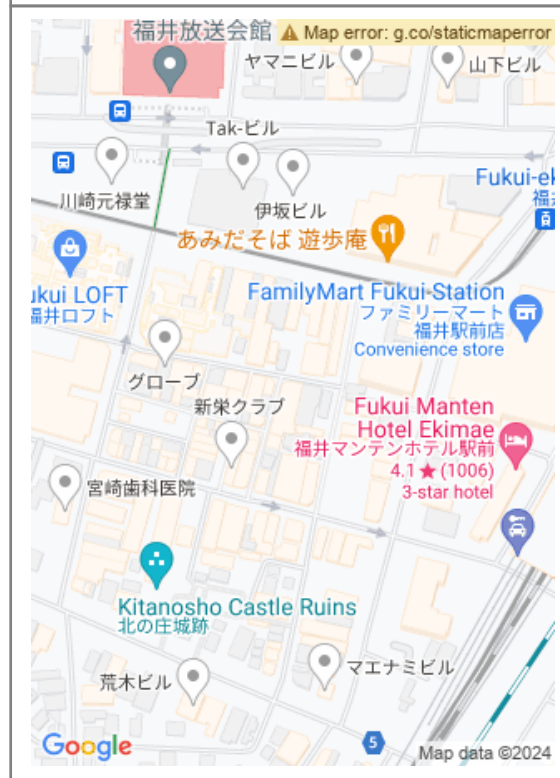 福井放送会館
Map error: g.co/staticmaperror
ヤマニビル
山下ビル
Tak-ビル
川崎元禄堂
伊坂ビル
Fukui-ek
福井
あみだそば 遊歩庵
ukui LOFT
福井ロフト
FamilyMart Fukui-Station
ファミリーマート
福井駅前店
Convenience store
グローブ
新栄クラブ
Fukui Manten
Hotel Ekimae
福井マンテンホテル駅前
4.1★(1006)
3-star hotel
宮崎歯科医院
Kitanosho Castle Ruins
北の庄城跡
荒木ビル
マエナミビル
5
Google
Map data ©2024